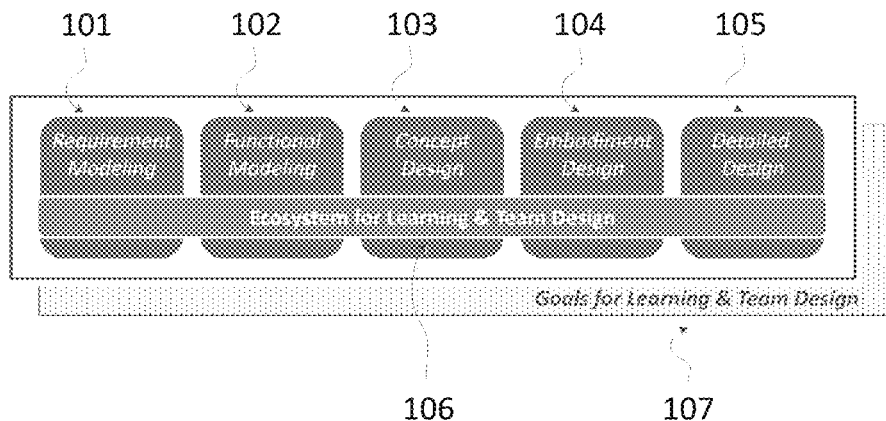 101 102 103 104 105
Requirement Functional Concept Embodiment Detailed
Modeling Modeling Design Design Design
Ecosystem for Learning & Team Design
Goals for Learning & Team Design
106 107